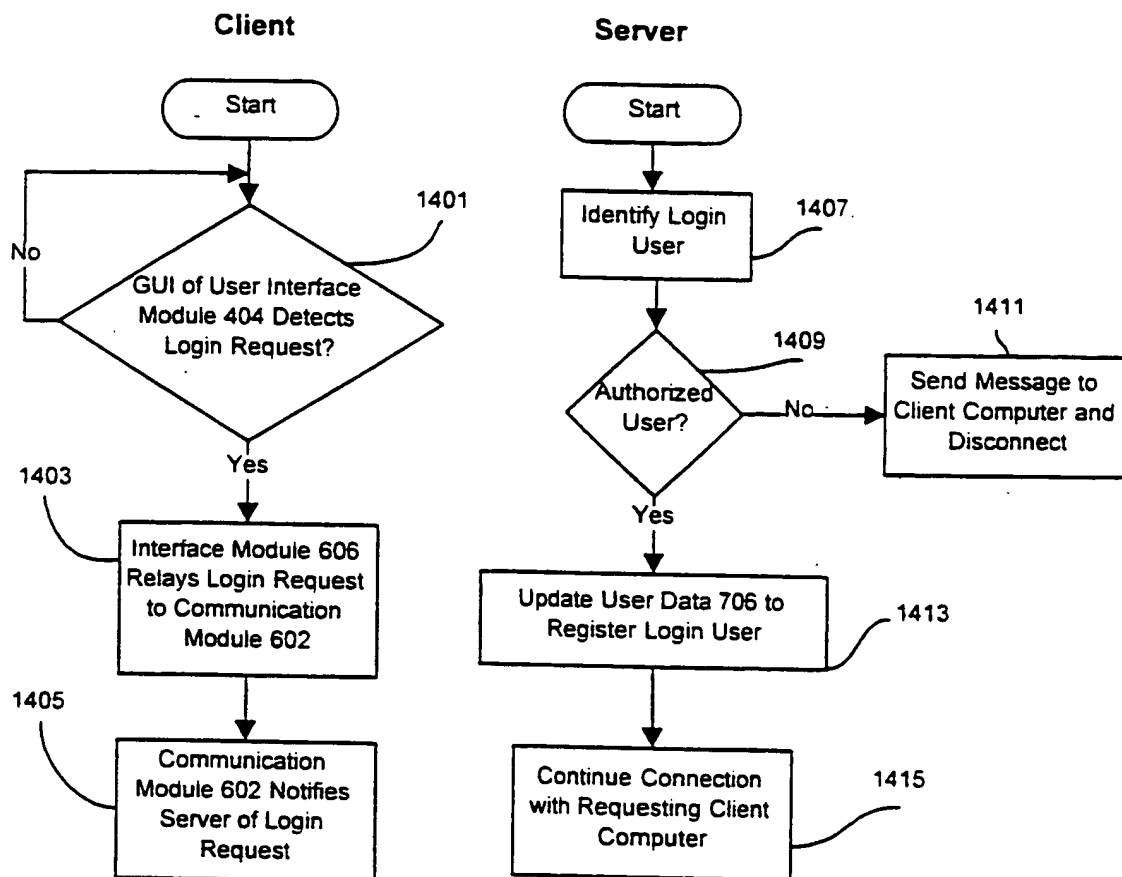 Client
Start
1401
No
GUI of User Interface
Module 404 Detects
Login Request?
Yes
1403
Interface Module 606
Relays Login Request
to Communication
Module 602
1405
Communication
Module 602 Notifies
Server of Login
Request
Server
Start
1407
Identify Login
User
1409
Authorized
User?
No
1411
Send Message to
Client Computer and
Disconnect
Yes
Update User Data 706 to
Register Login User
1413
Continue Connection
with Requesting Client
Computer
1415